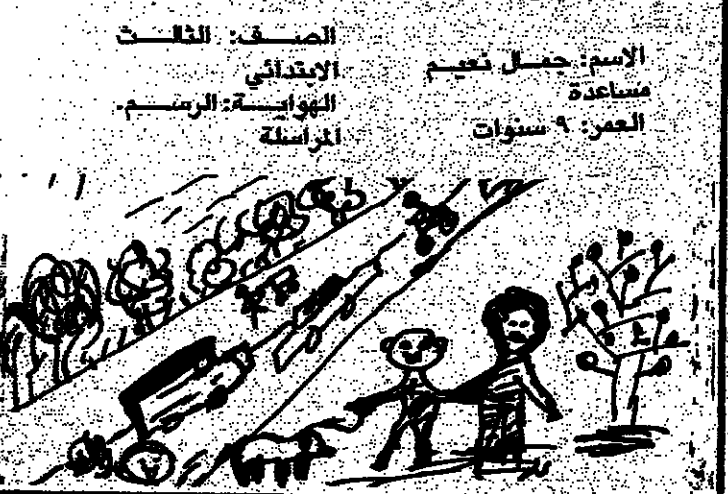 الاسم: جمال نعيم
مساعدة
العمر: ٩ سنوات
الصف: الثالث
الابتدائي
الهواية: الرسم.
المراسلة